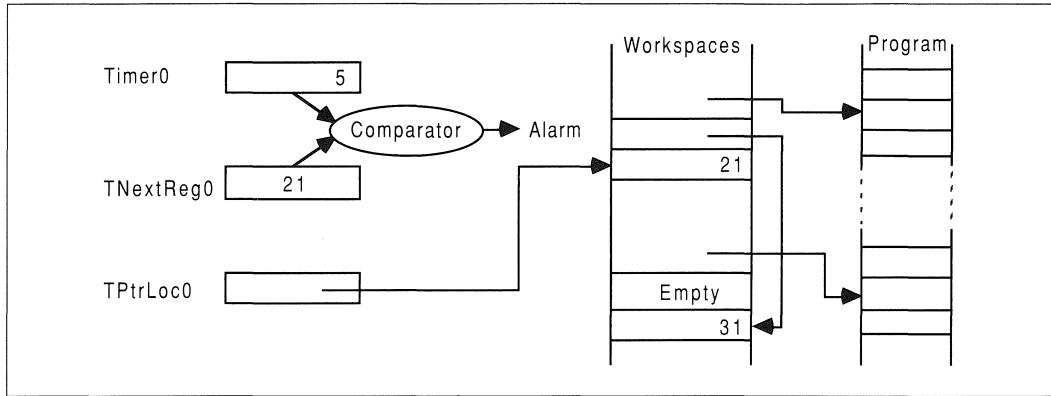 Workspaces
Program
Timer0
5
Comparator
Alarm
TNextReg0
21
21
TPtrLoc0
Empty
31